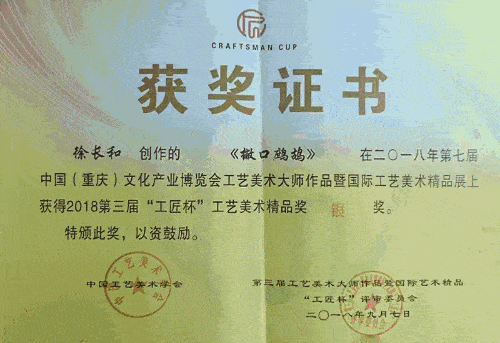 CRAFTSMAN CUP
获奖证书
徐长和 创作的 《撇口鹧鸪》 在二〇一八年第七届
中国（重庆）文化产业博览会工艺美术大师作品暨国际工艺美术精品展上
获得2018第三届“工匠杯”工艺美术精品奖 银 奖。
特颁此奖，以资鼓励。
中国工艺美术学会
第三届工艺美术大师作品暨国际艺术精品
“工匠杯”评审委员会
二〇一八年九月七日